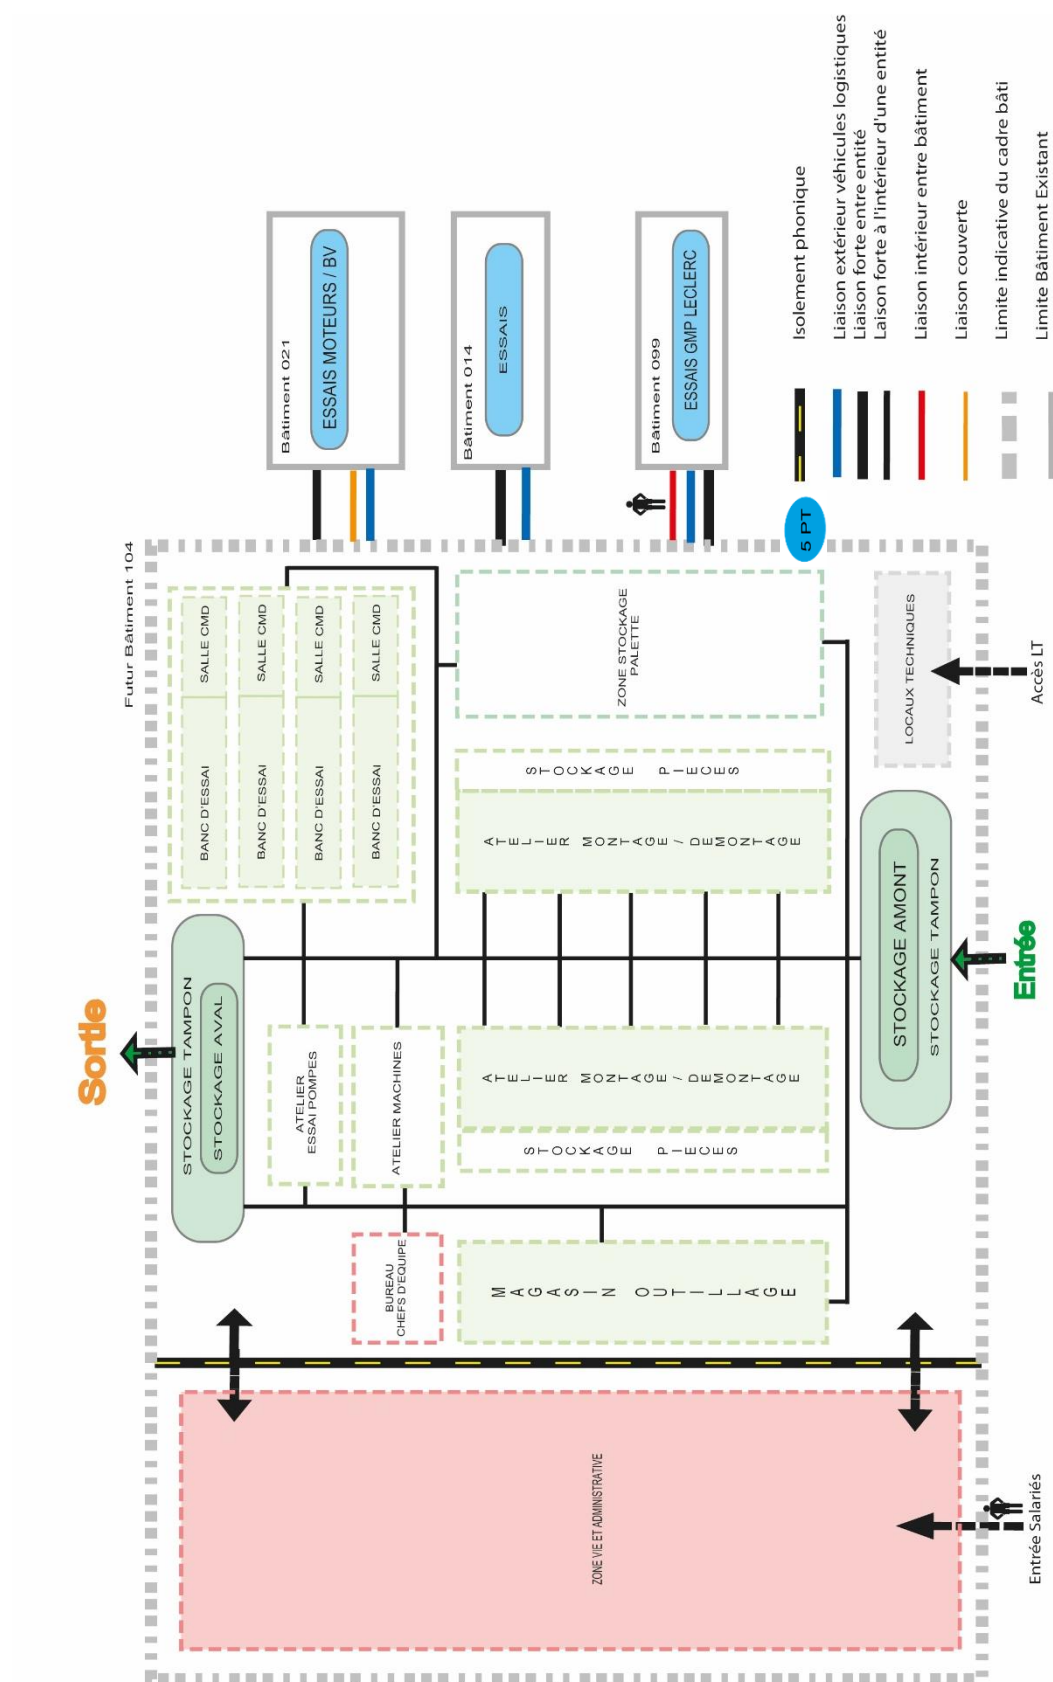 Futur Bâtiment 104
Sortie
STOCKAGE TAMPON
STOCKAGE AVAL
BANC D'ESSAI
SALLE CMD
BANC D'ESSAI
SALLE CMD
BANC D'ESSAI
SALLE CMD
BANC D'ESSAI
SALLE CMD
Bâtiment 021
ESSAIS MOTEURS / BV
Bâtiment 014
ESSAIS
Bâtiment 099
ESSAIS GMP LECLERC
ATELIER
ESSAI POMPES
ATELIER MACHINES
BUREAU
CHEFS D'EQUIPE
MAGASIN OUTILLAGE
STOCKAGE PIECES
ATELIER MONTAGE / DEMONTAGE
ATELIER MONTAGE / DEMONTAGE
STOCKAGE PIECES
ZONE STOCKAGE
PALETTE
ZONE VIE ET ADMINISTRATIVE
STOCKAGE AMONT
STOCKAGE TAMPON
LOCAUX TECHNIQUES
5 PT
Entrée Salariés
Entrée
Accès LT
Isolement phonique
Liaison extérieur véhicules logistiques
Liaison forte entre entité
Laison forte à l'intérieur d'une entité
Liaison intérieur entre bâtiment
Liaison couverte
Limite indicative du cadre bâti
Limite Bâtiment Existant